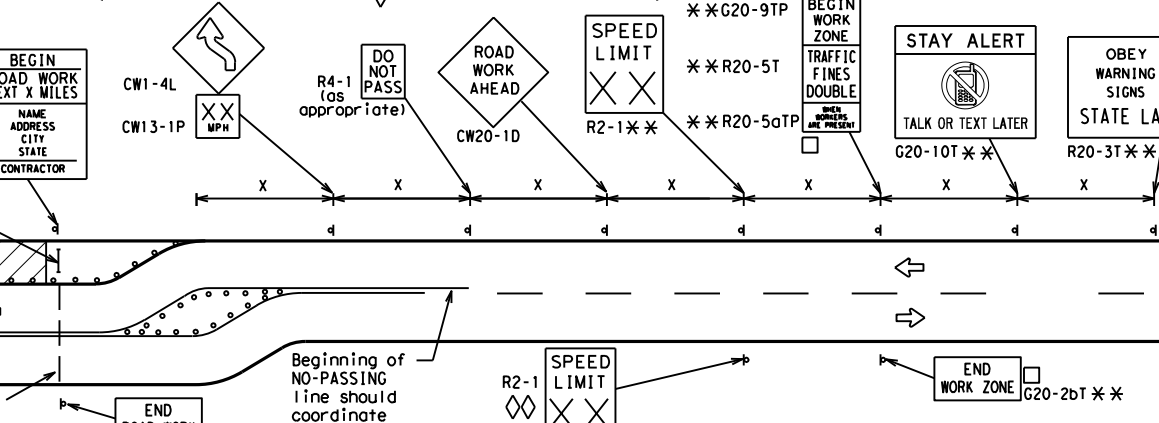 BEGIN
ROAD WORK
NEXT X MILES
NAME
ADDRESS
CITY
STATE
CONTRACTOR
CW1-4L
CW13-1P
X X
MPH
R4-1
(as
appropriate)
DO
NOT
PASS
ROAD
WORK
AHEAD
CW20-1D
SPEED
LIMIT
X X
R2-1**
**G20-9TP
**R20-5T
**R20-5aTP
BEGIN
WORK
ZONE
TRAFFIC
FINES
DOUBLE
WHEN
WORKERS
ARE PRESENT
STAY ALERT
TALK OR TEXT LATER
G20-10T **
OBEY
WARNING
SIGNS
STATE LA
R20-3T **
X X X X X X X
Beginning of
NO-PASSING
line should
coordinate
R2-1
SPEED
LIMIT
X X
END
WORK ZONE
G20-2bT **
END
ROAD WORK